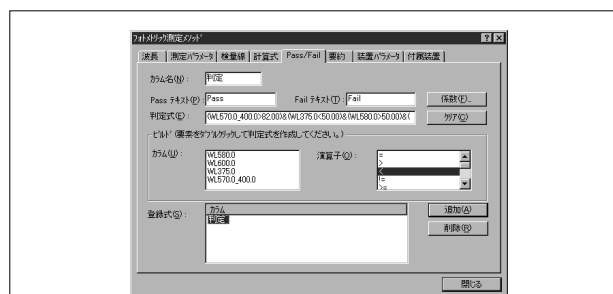 フォトメトリック測定メソッド
波長 測定パラメータ 検量線 計算式 Pass/Fail 要約 装置パラメータ 付属装置
カラム名(N): 判定
Pass テキスト(P): Pass Fail テキスト(T): Fail 係数(F)...
判定式(E): (WL570.0_400.0>82.00)&(WL375.0<50.00)&(WL580.0>50.00)&( クリア(C)
ビルド (要素をダブルクリックして判定式を作成してください。)
カラム(U): 演算子(O):
WL580.0 =
WL600.0 >
WL375.0 <
WL570.0_400.0 !=
>=
登録式(S): カラム 追加(A)
判定 削除(R)
閉じる